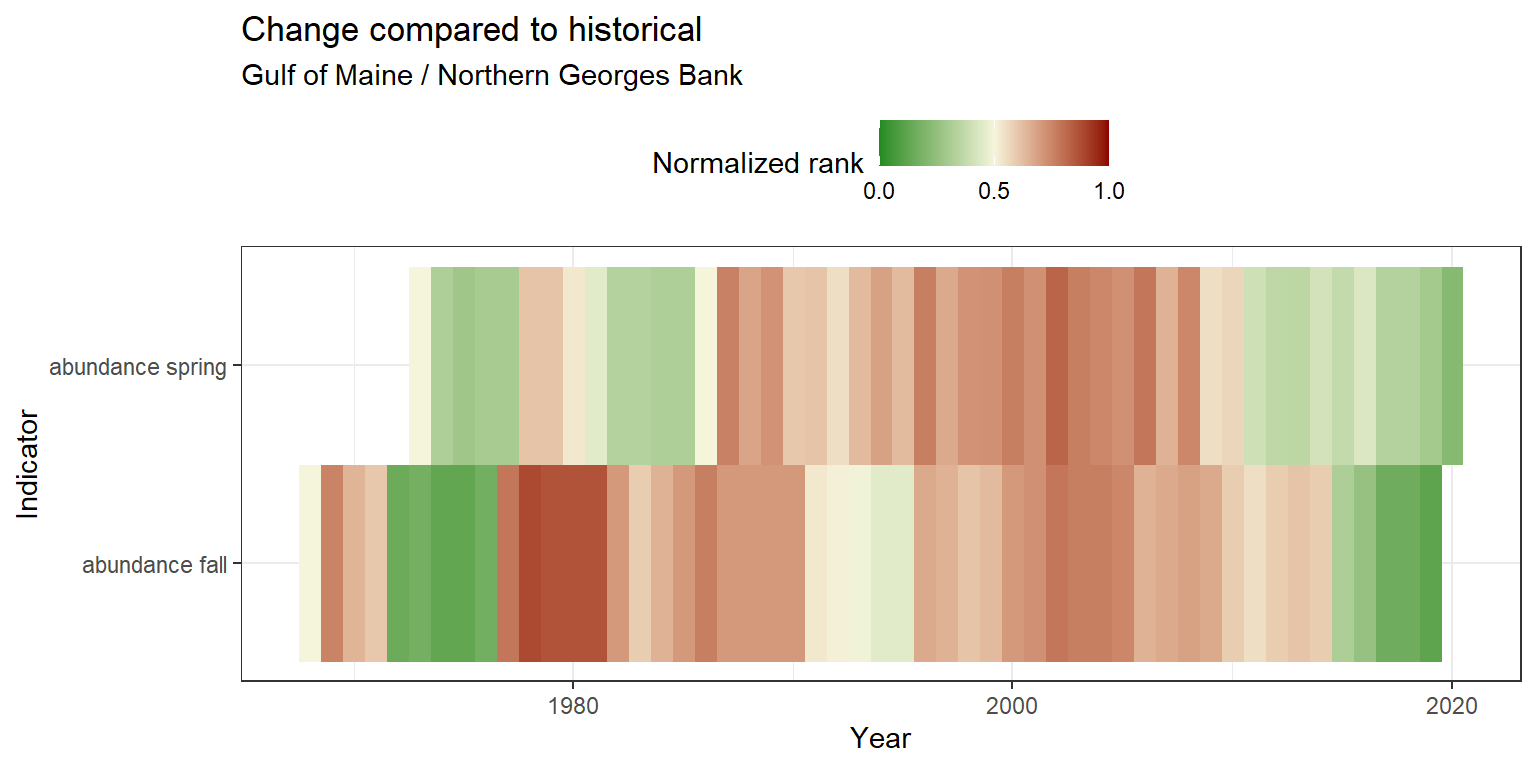 Change compared to historical
Gulf of Maine / Northern Georges Bank
Normalized rank
0.0 0.5 1.0
abundance spring
abundance fall
Indicator
1980 2000 2020
Year